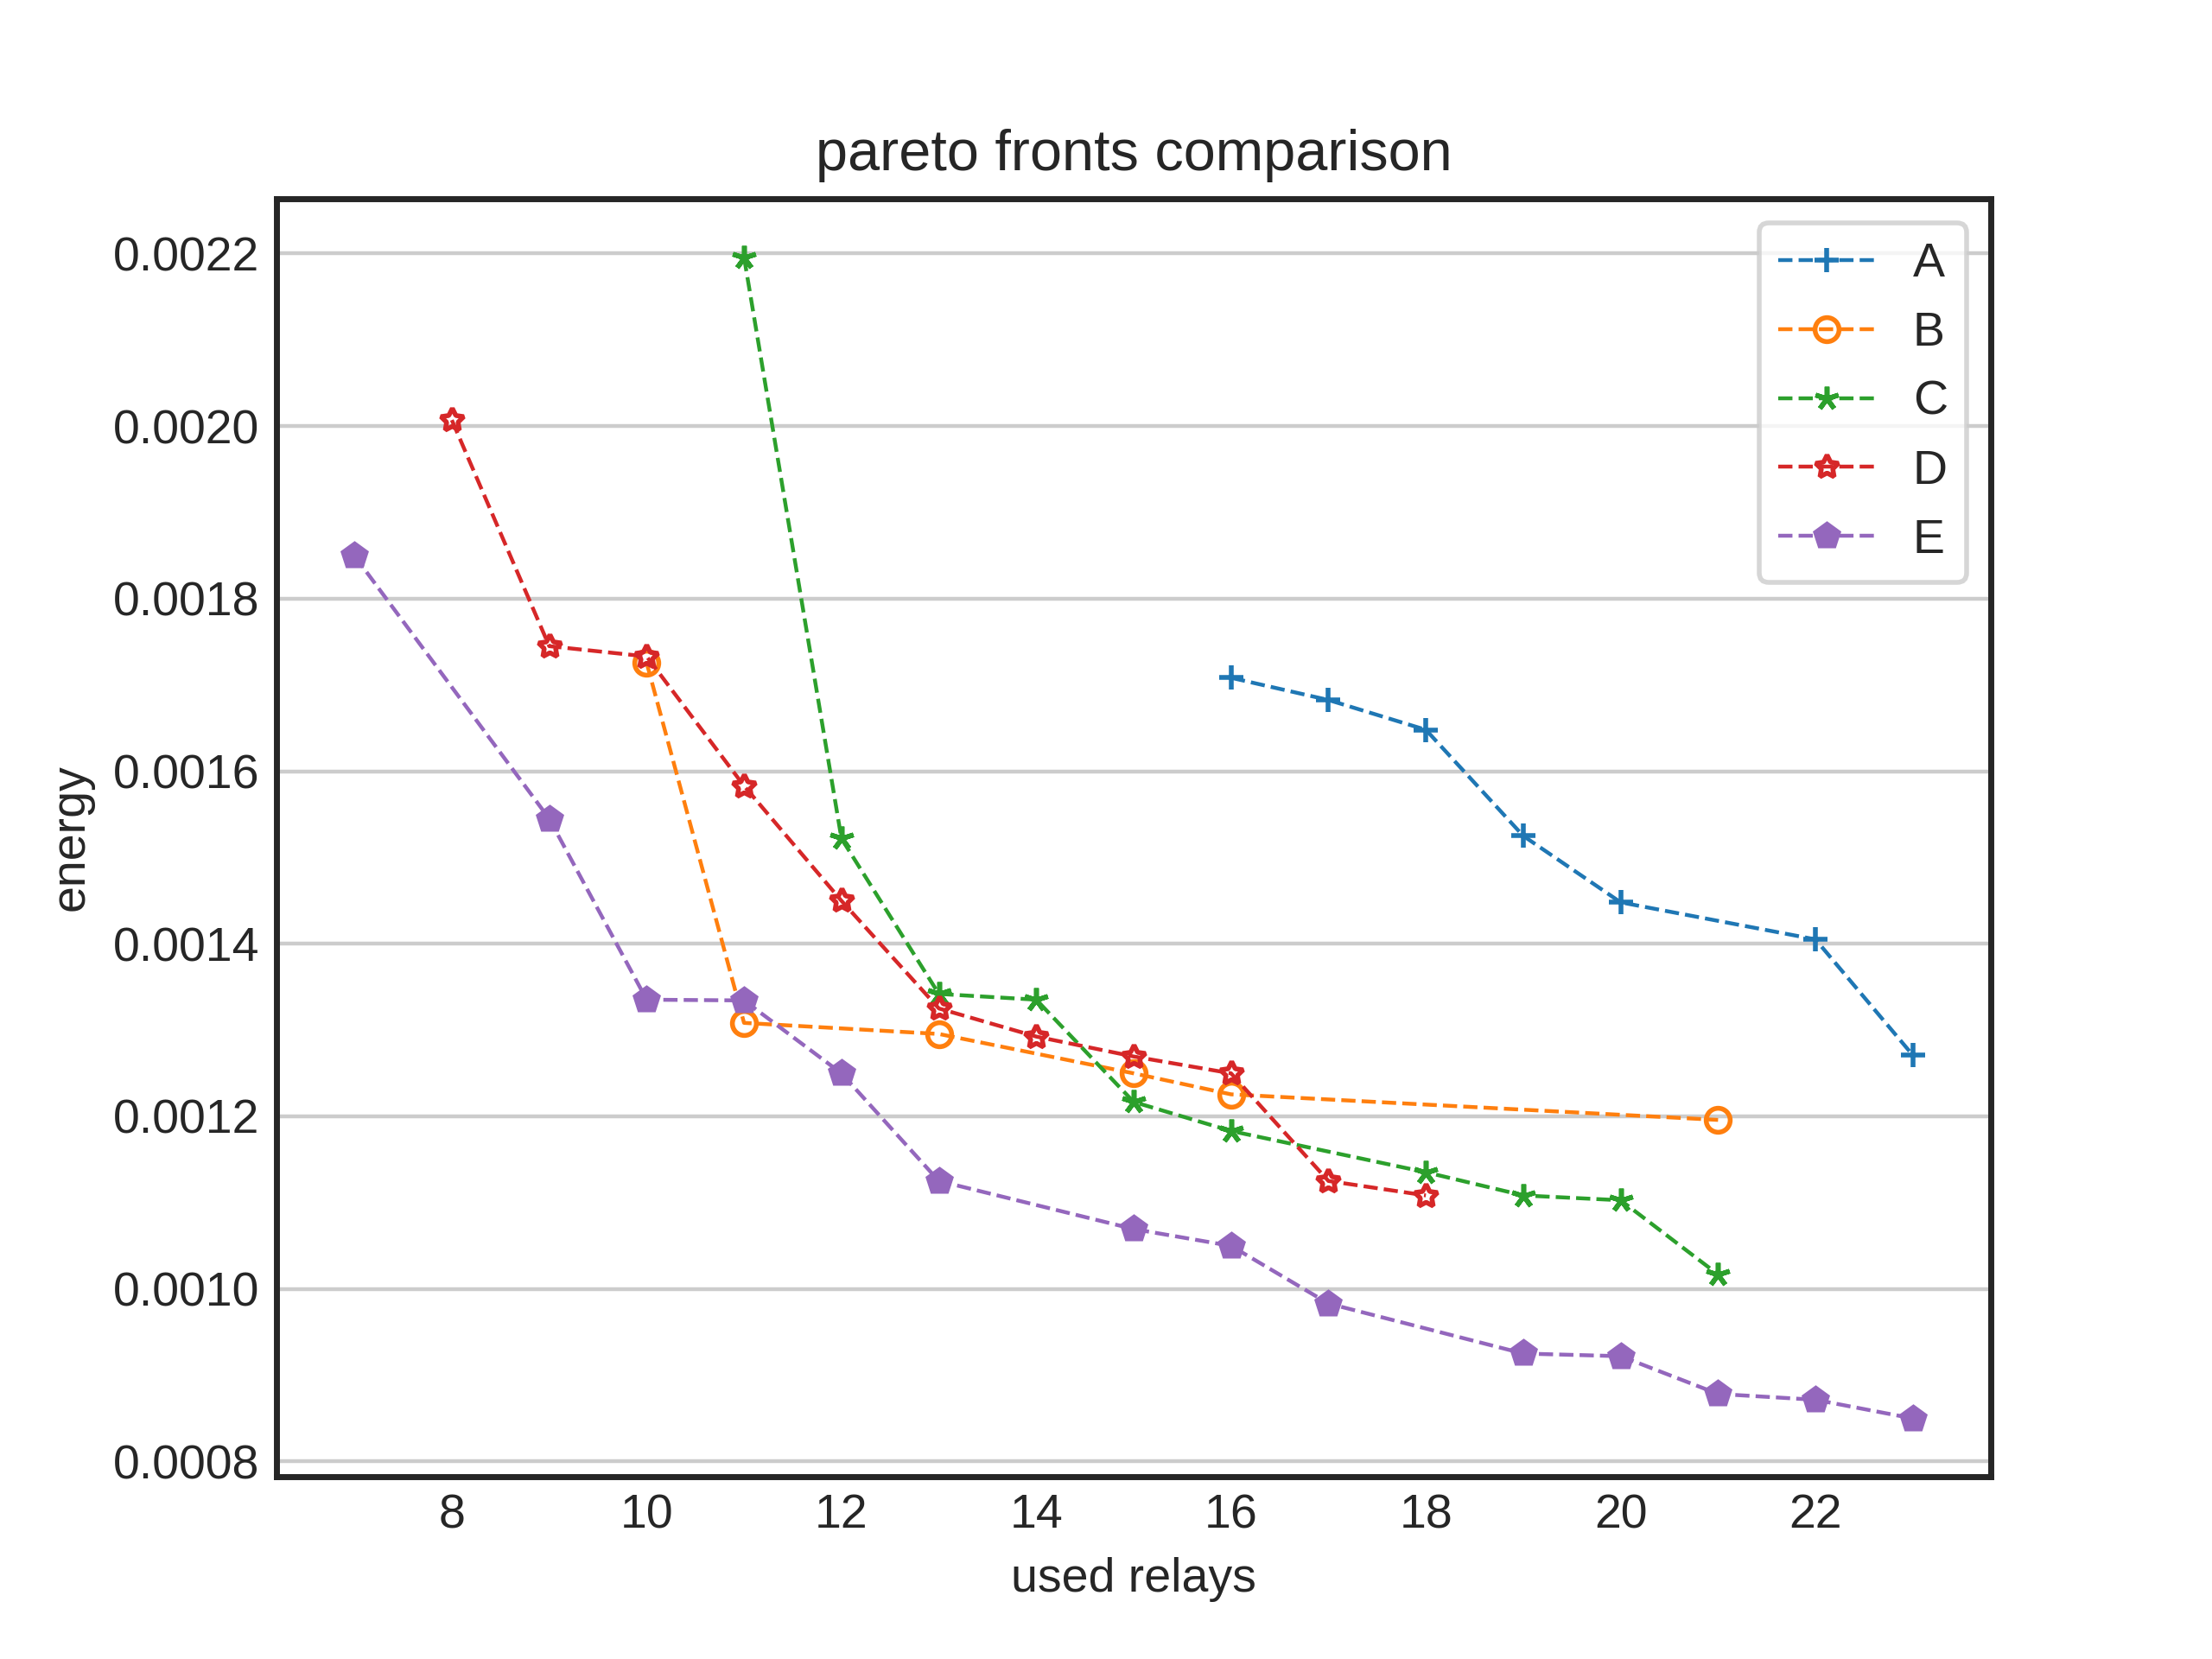 pareto fronts comparison
0.0022
0.0020
0.0018
0.0016
0.0014
0.0012
0.0010
0.0008
energy
A
B
C
D
E
8 10 12 14 16 18 20 22
used relays